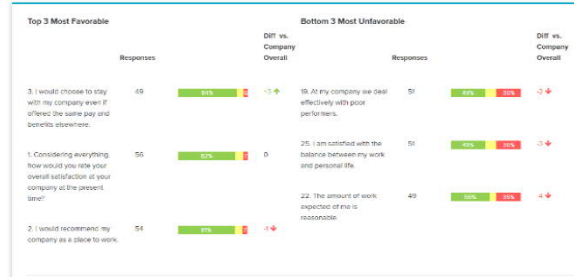 Top 3 Most Favorable
Responses
Diff vs.
Company
Overall
3. I would choose to stay
with my company even if
offered the same pay and
benefits elsewhere.
49
84%
1. Considering everything,
how would you rate your
overall satisfaction at your
company at the present
time?
56
82%
0
2. I would recommend my
company as a place to work.
54
81%
-1
Bottom 3 Most Unfavorable
Responses
Diff vs.
Company
Overall
19. At my company we deal
effectively with poor
performers.
51
-2
25. I am satisfied with the
balance between my work
and personal life.
51
-3
22. The amount of work
expected of me is
reasonable.
49
-4